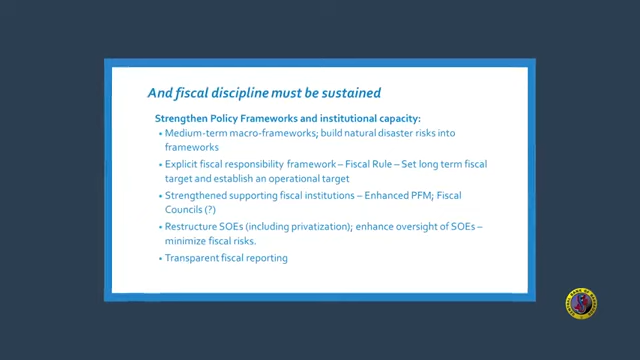 And fiscal discipline must be sustained
Strengthen Policy Frameworks and institutional capacity:
• Medium-term macro-frameworks; build natural disaster risks into
frameworks
• Explicit fiscal responsibility framework – Fiscal Rule – Set long term fiscal
target and establish an operational target
• Strengthened supporting fiscal institutions – Enhanced PFM; Fiscal
Councils (?)
• Restructure SOEs (including privatization); enhance oversight of SOEs –
minimize fiscal risks.
• Transparent fiscal reporting